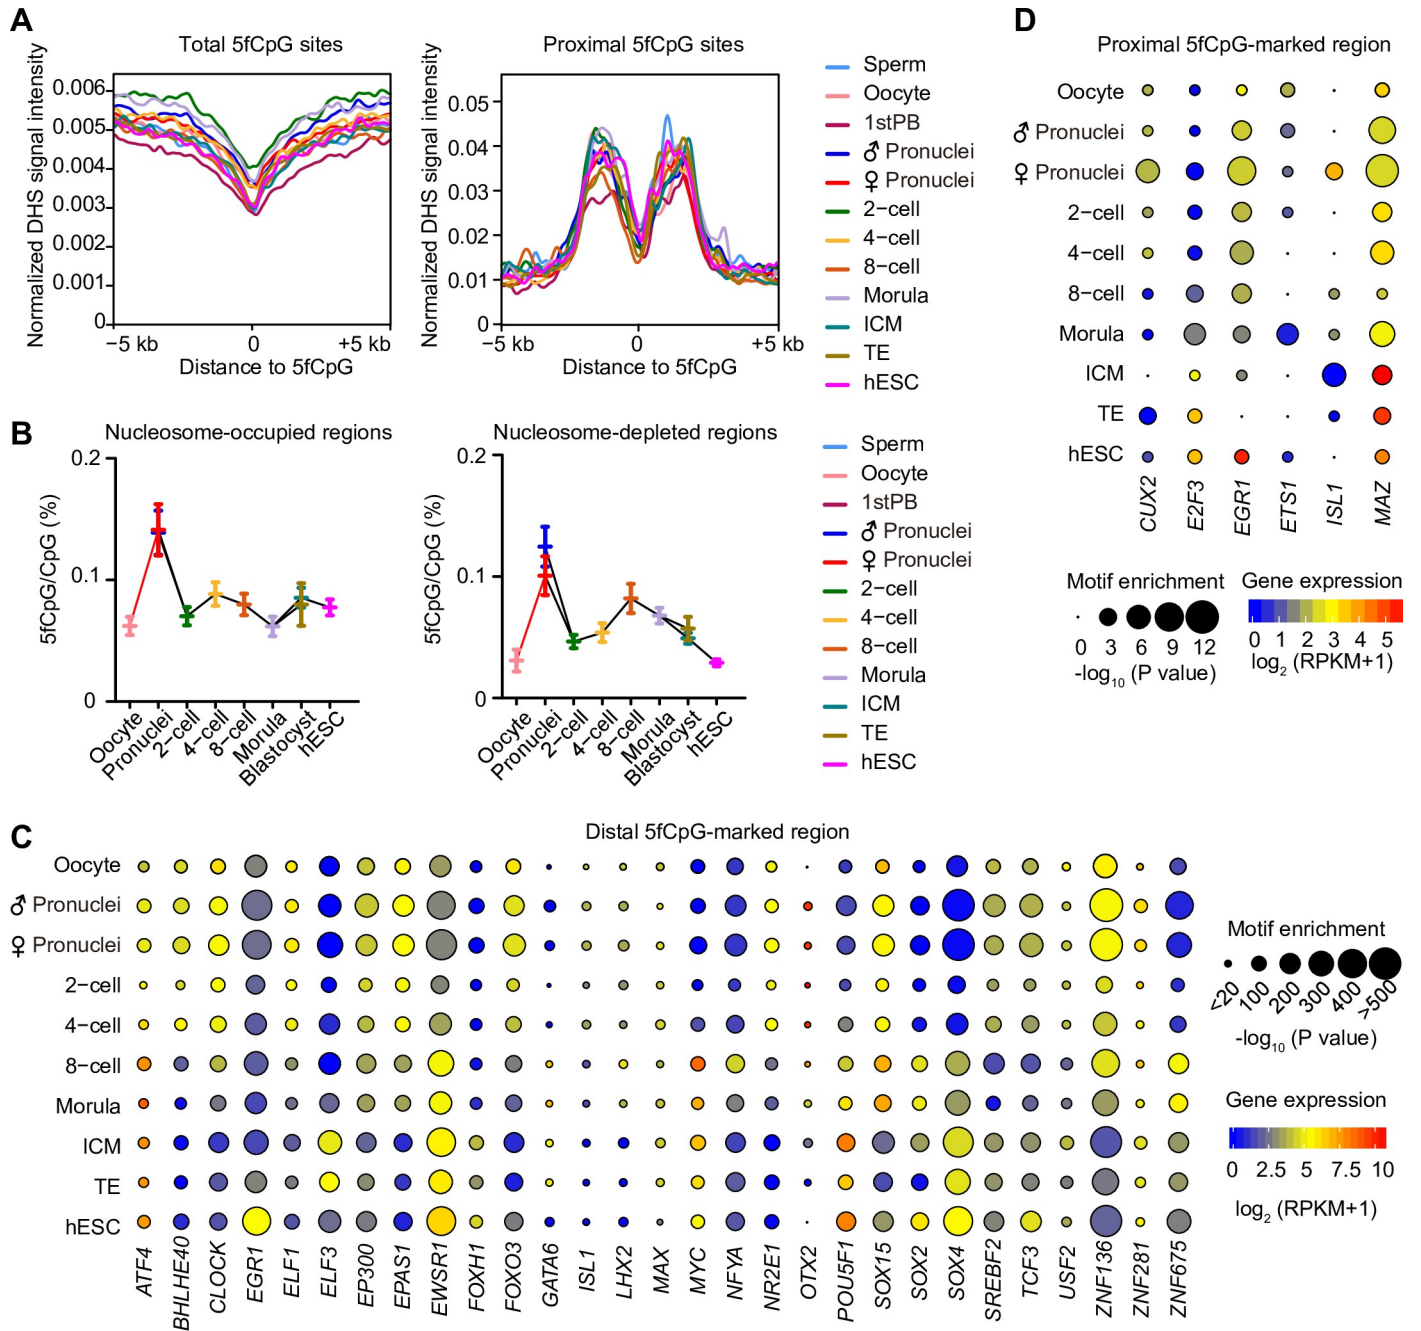 A
Total 5fCpG sites
Normalized DHS signal intensity
0.006
0.005
0.004
0.003
0.002
0.001
0
−5 kb
0
+5 kb
Distance to 5fCpG
Proximal 5fCpG sites
Normalized DHS signal intensity
0.05
0.04
0.03
0.02
0.01
0
−5 kb
0
+5 kb
Distance to 5fCpG
Sperm
Oocyte
1stPB
♂ Pronuclei
♀ Pronuclei
2−cell
4−cell
8−cell
Morula
ICM
TE
hESC
B
Nucleosome-occupied regions
5fCpG/CpG (%)
0.2
0.1
0
Oocyte
Pronuclei
2−cell
4−cell
8−cell
Morula
Blastocyst
hESC
Nucleosome-depleted regions
5fCpG/CpG (%)
0.2
0.1
0
Oocyte
Pronuclei
2−cell
4−cell
8−cell
Morula
Blastocyst
hESC
Sperm
Oocyte
1stPB
♂ Pronuclei
♀ Pronuclei
2−cell
4−cell
8−cell
Morula
ICM
TE
hESC
D
Proximal 5fCpG-marked region
Oocyte
♂ Pronuclei
♀ Pronuclei
2−cell
4−cell
8−cell
Morula
ICM
TE
hESC
CUX2
E2F3
EGR1
ETS1
ISL1
MAZ
Motif enrichment
0 3 6 9 12
-log10 (P value)
Gene expression
0 1 2 3 4 5
log2 (RPKM+1)
C
Distal 5fCpG-marked region
Oocyte
♂ Pronuclei
♀ Pronuclei
2−cell
4−cell
8−cell
Morula
ICM
TE
hESC
ATF4
BHLHE40
CLOCK
EGR1
ELF1
ELF3
EP300
EPAS1
EWSR1
FOXH1
FOXO3
GATA6
ISL1
LHX2
MAX
MYC
NFYA
NR2E1
OTX2
POU5F1
SOX15
SOX2
SOX4
SREBF2
TCF3
USF2
ZNF136
ZNF281
ZNF675
Motif enrichment
<20 100 200 300 400 >500
-log10 (P value)
Gene expression
0 2.5 5 7.5 10
log2 (RPKM+1)